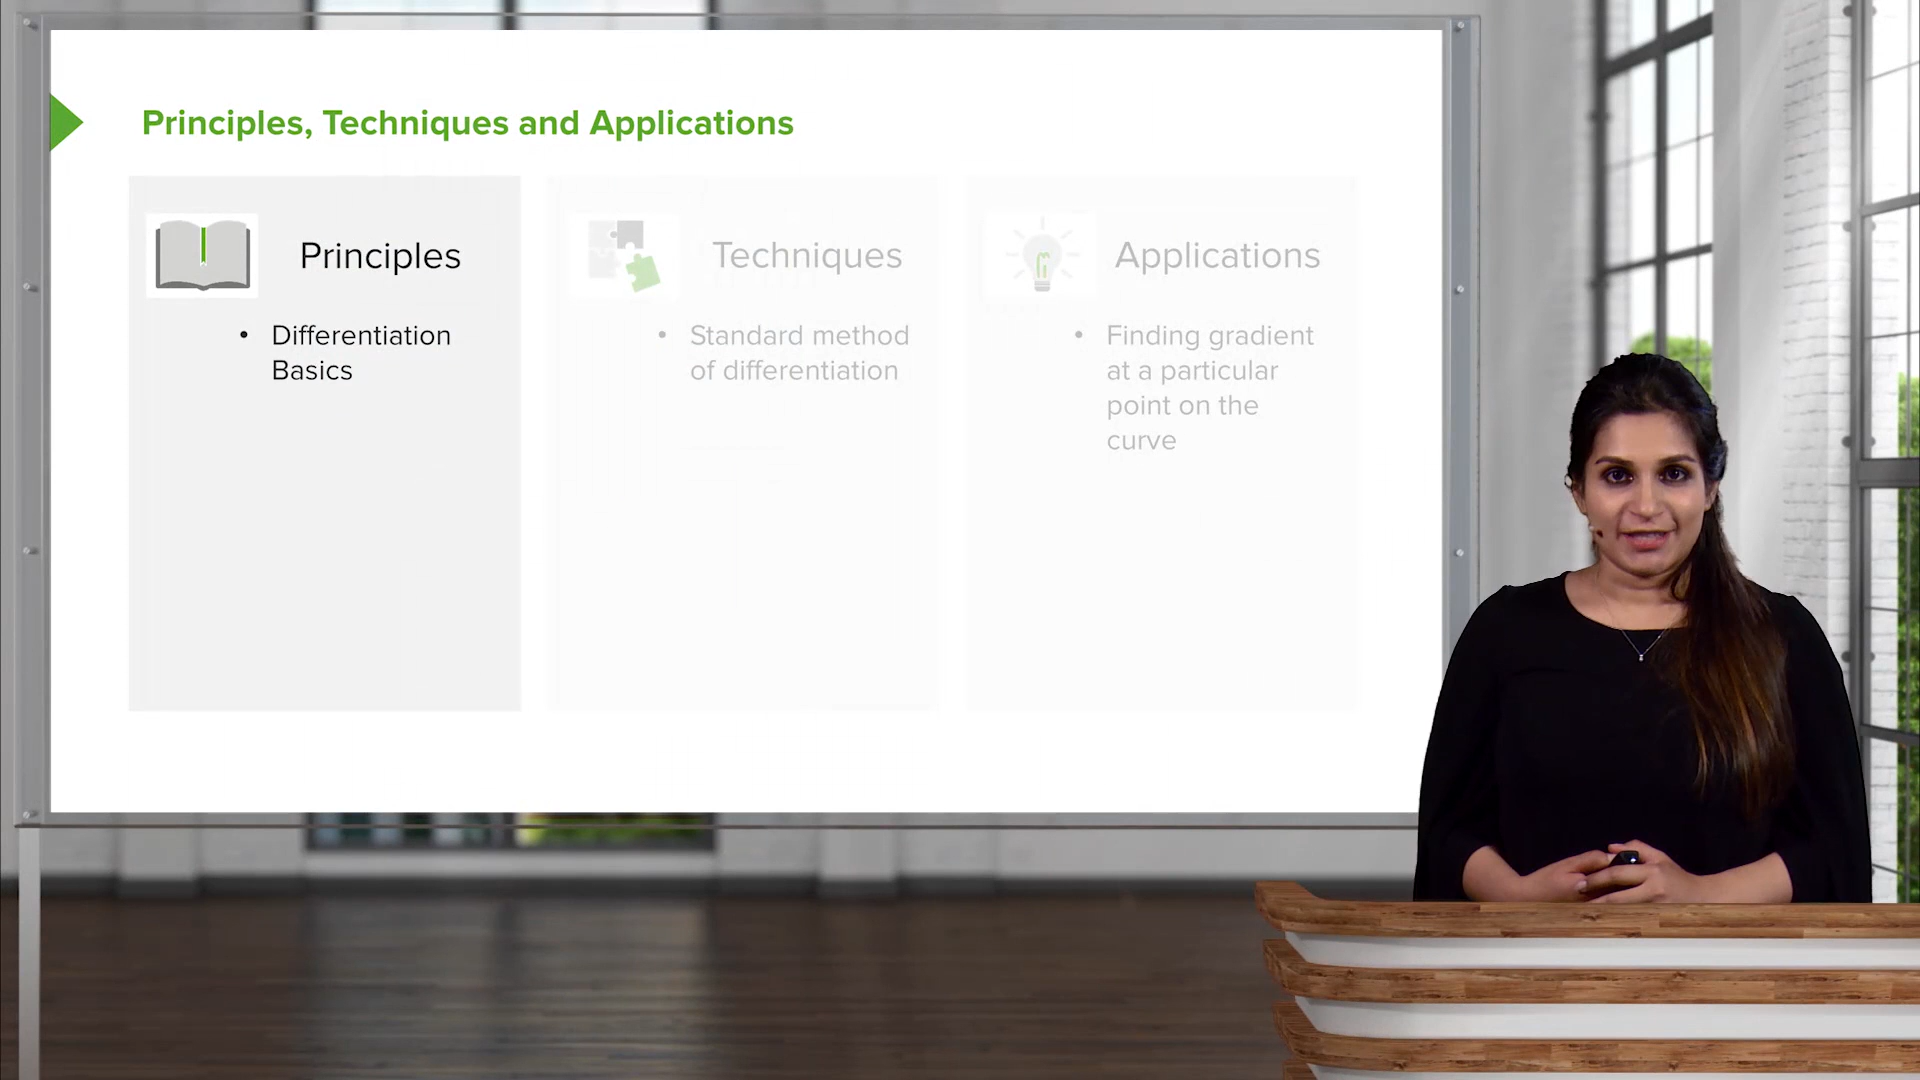 Principles, Techniques and Applications
Principles
• Differentiation
Basics
Techniques
• Standard method
of differentiation
Applications
• Finding gradient
at a particular
point on the
curve